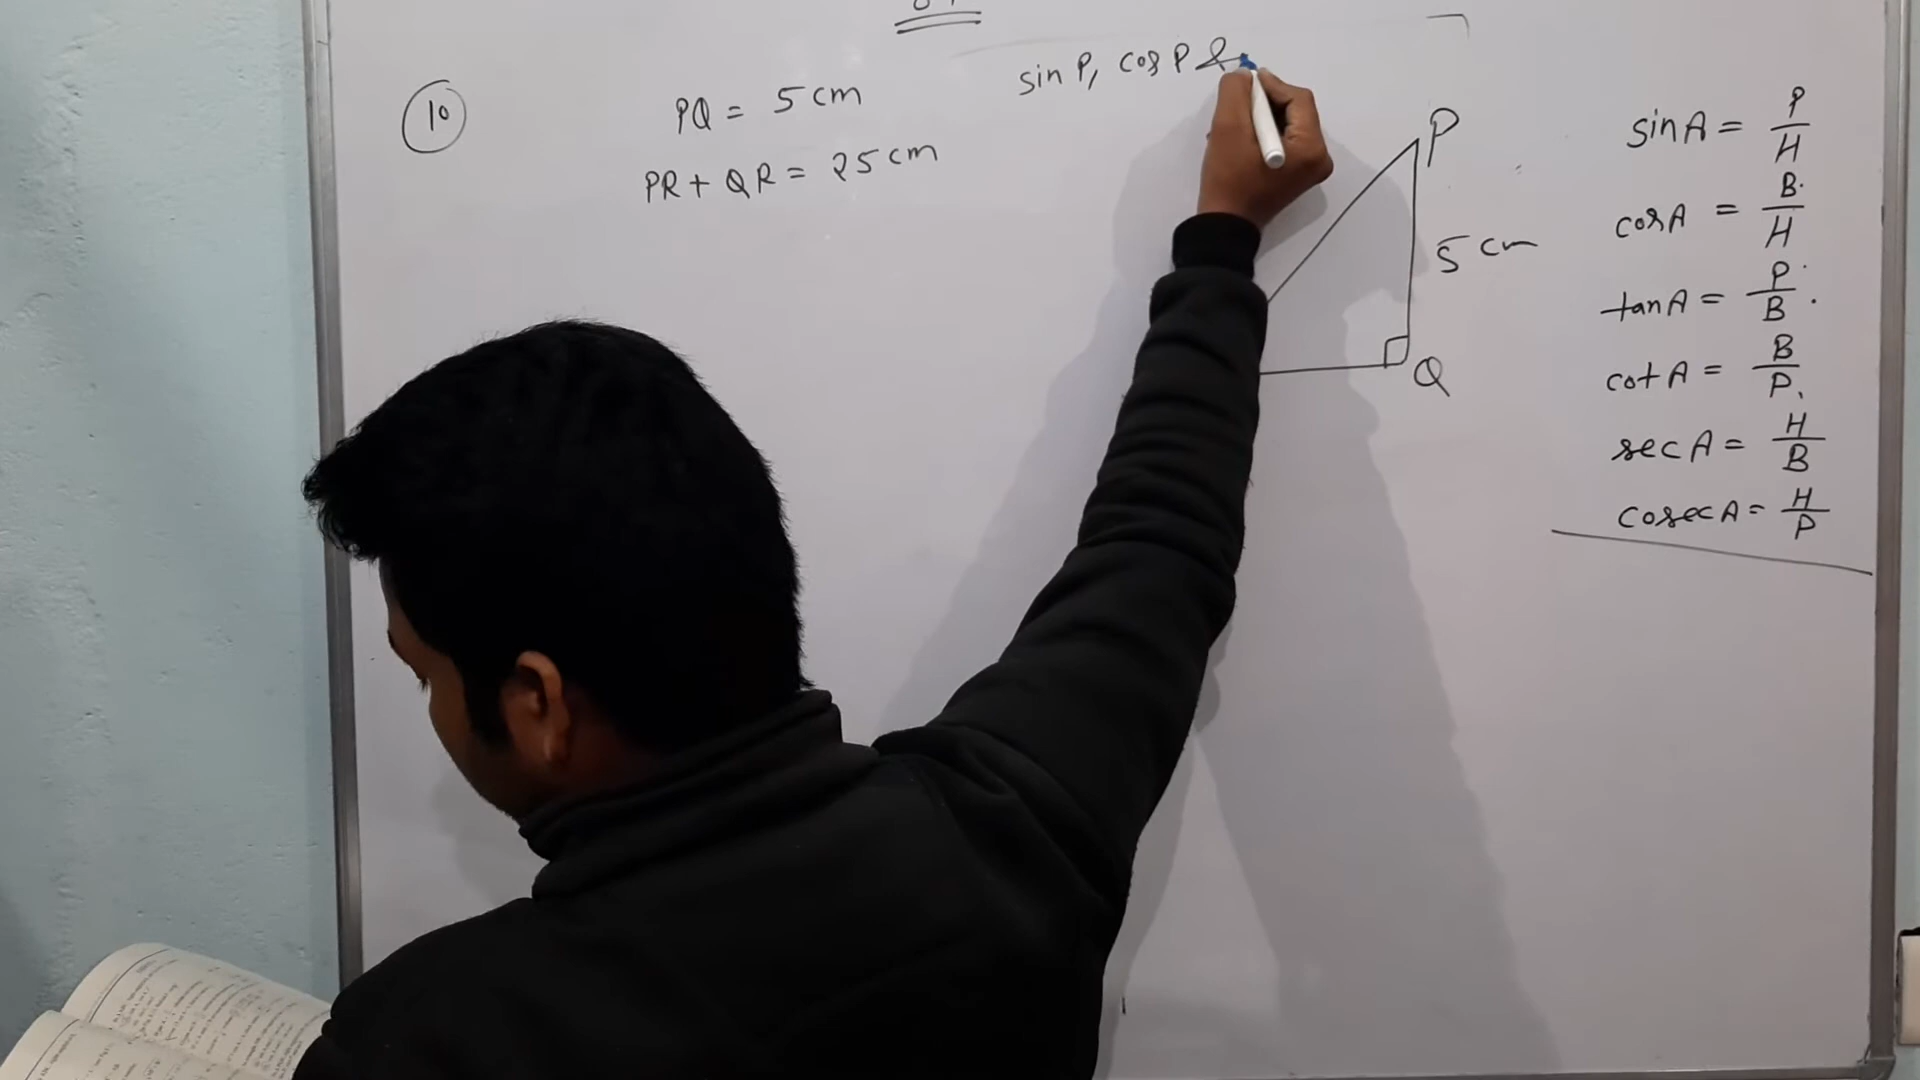 10
PQ = 5 cm
PR + QR = 25 cm
sin P, cos P &
P
5 cm
Q
sin A = P/H
cos A = B/H
tan A = P/B
cot A = B/P
sec A = H/B
cosec A = H/P